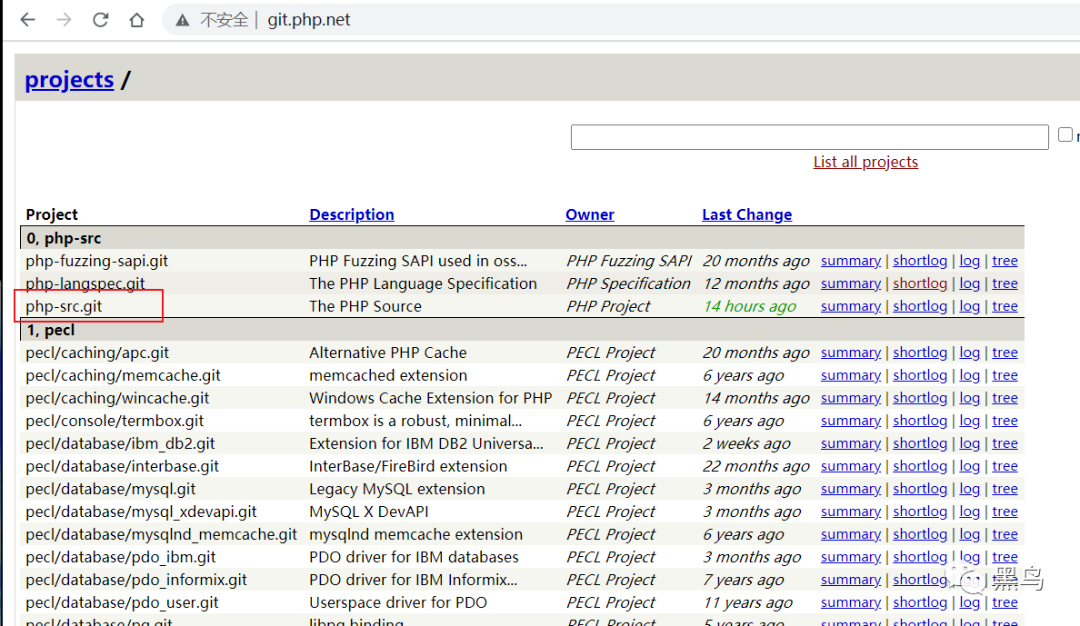 不安全 | git.php.net
projects /
List all projects
Project Description Owner Last Change
0, php-src
php-fuzzing-sapi.git PHP Fuzzing SAPI used in oss... PHP Fuzzing SAPI 20 months ago summary | shortlog | log | tree
php-langspec.git The PHP Language Specification PHP Specification 12 months ago summary | shortlog | log | tree
php-src.git The PHP Source PHP Project 14 hours ago summary | shortlog | log | tree
1, pecl
pecl/caching/apc.git Alternative PHP Cache PECL Project 20 months ago summary | shortlog | log | tree
pecl/caching/memcache.git memcached extension PECL Project 6 years ago summary | shortlog | log | tree
pecl/caching/wincache.git Windows Cache Extension for PHP PECL Project 14 months ago summary | shortlog | log | tree
pecl/console/termbox.git termbox is a robust, minimal... PECL Project 6 years ago summary | shortlog | log | tree
pecl/database/ibm_db2.git Extension for IBM DB2 Universa... PECL Project 2 weeks ago summary | shortlog | log | tree
pecl/database/interbase.git InterBase/FireBird extension PECL Project 22 months ago summary | shortlog | log | tree
pecl/database/mysql.git Legacy MySQL extension PECL Project 3 months ago summary | shortlog | log | tree
pecl/database/mysql_xdevapi.git MySQL X DevAPI PECL Project 3 months ago summary | shortlog | log | tree
pecl/database/mysqlnd_memcache.git mysqlnd memcache extension PECL Project 6 years ago summary | shortlog | log | tree
pecl/database/pdo_ibm.git PDO driver for IBM databases PECL Project 3 months ago summary | shortlog | log | tree
pecl/database/pdo_informix.git PDO driver for IBM Informix... PECL Project 7 years ago summary | shortlog | log | tree
黑鸟
pecl/database/pdo_user.git Userspace driver for PDO PECL Project 11 years ago summary | shortlog | log | tree
pecl/database/pq.git libpq binding PECL Project 5 years ago summary | shortlog | log | tree